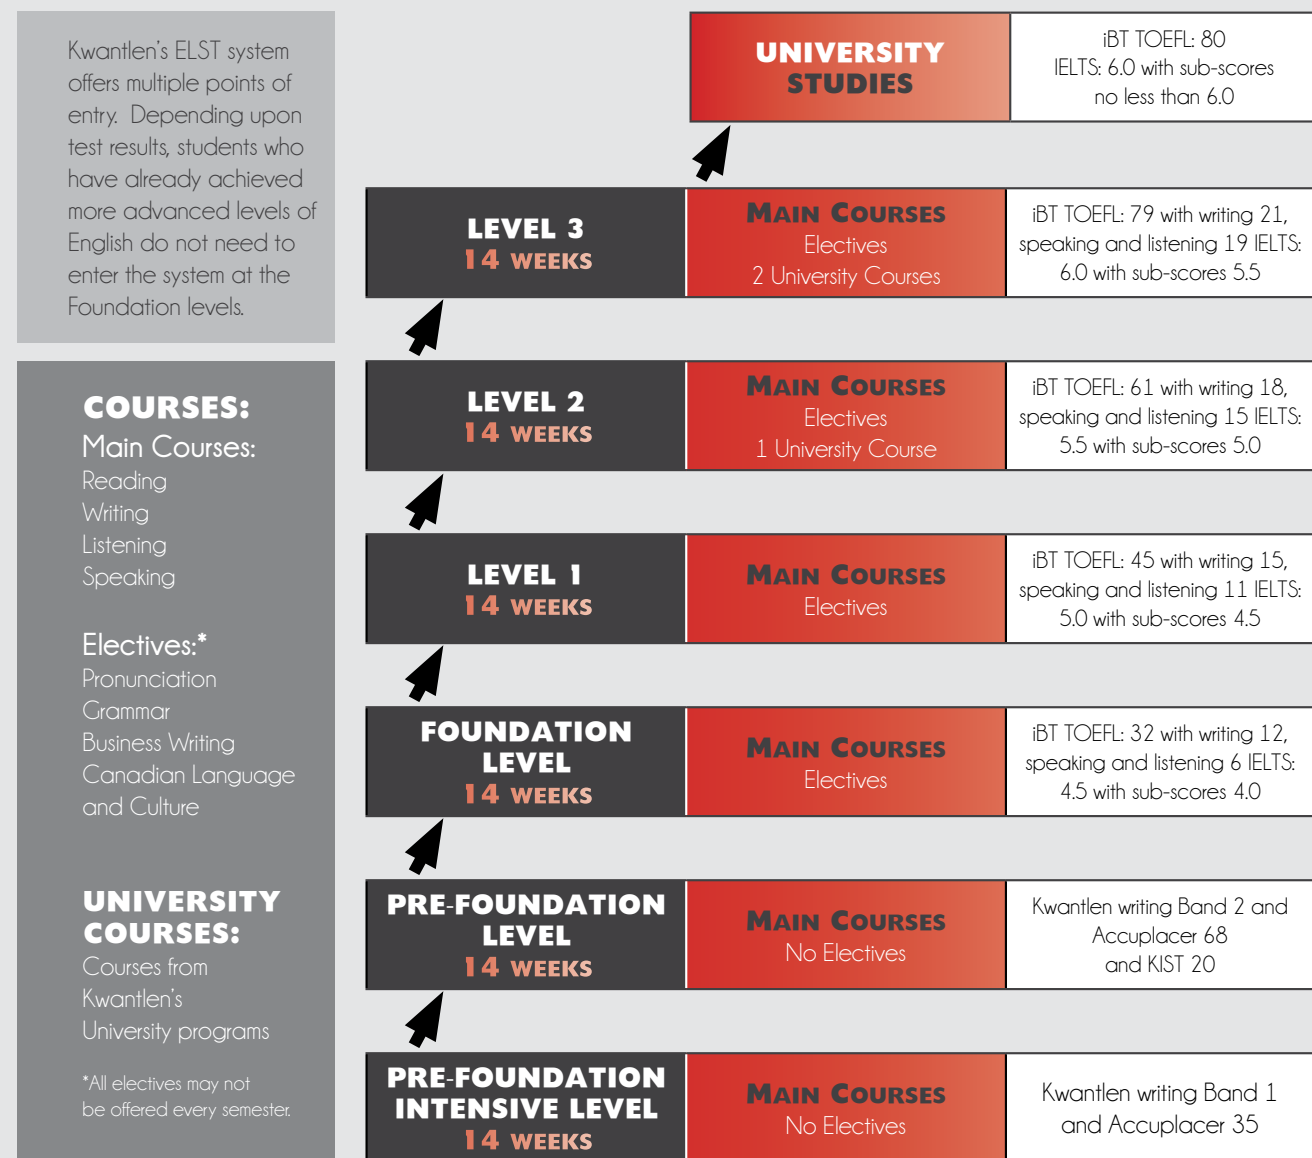 Kwantlen's ELST system
offers multiple points of
entry. Depending upon
test results, students who
have already achieved
more advanced levels of
English do not need to
enter the system at the
Foundation levels.
COURSES:
Main Courses:
Reading
Writing
Listening
Speaking
Electives:*
Pronunciation
Grammar
Business Writing
Canadian Language
and Culture
UNIVERSITY
COURSES:
Courses from
Kwantlen's
University programs
*All electives may not
be offered every semester.
UNIVERSITY
STUDIES
iBT TOEFL: 80
IELTS: 6.0 with sub-scores
no less than 6.0
LEVEL 3
14 WEEKS
MAIN COURSES
Electives
2 University Courses
iBT TOEFL: 79 with writing 21,
speaking and listening 19 IELTS:
6.0 with sub-scores 5.5
LEVEL 2
14 WEEKS
MAIN COURSES
Electives
1 University Course
iBT TOEFL: 61 with writing 18,
speaking and listening 15 IELTS:
5.5 with sub-scores 5.0
LEVEL 1
14 WEEKS
MAIN COURSES
Electives
iBT TOEFL: 45 with writing 15,
speaking and listening 11 IELTS:
5.0 with sub-scores 4.5
FOUNDATION
LEVEL
14 WEEKS
MAIN COURSES
Electives
iBT TOEFL: 32 with writing 12,
speaking and listening 6 IELTS:
4.5 with sub-scores 4.0
PRE-FOUNDATION
LEVEL
14 WEEKS
MAIN COURSES
No Electives
Kwantlen writing Band 2 and
Accuplacer 68
and KIST 20
PRE-FOUNDATION
INTENSIVE LEVEL
14 WEEKS
MAIN COURSES
No Electives
Kwantlen writing Band 1
and Accuplacer 35